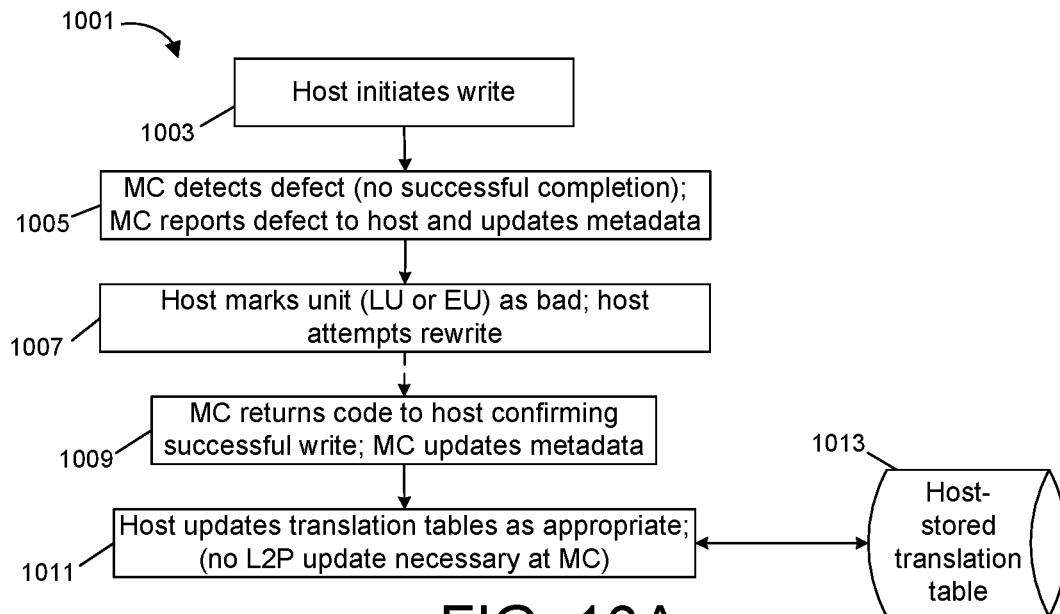 1001
Host initiates write
1003
MC detects defect (no successful completion);
MC reports defect to host and updates metadata
1005
Host marks unit (LU or EU) as bad; host
attempts rewrite
1007
MC returns code to host confirming
successful write; MC updates metadata
1009
1013
Host-
stored
translation
table
Host updates translation tables as appropriate;
(no L2P update necessary at MC)
1011
FIG. 10A